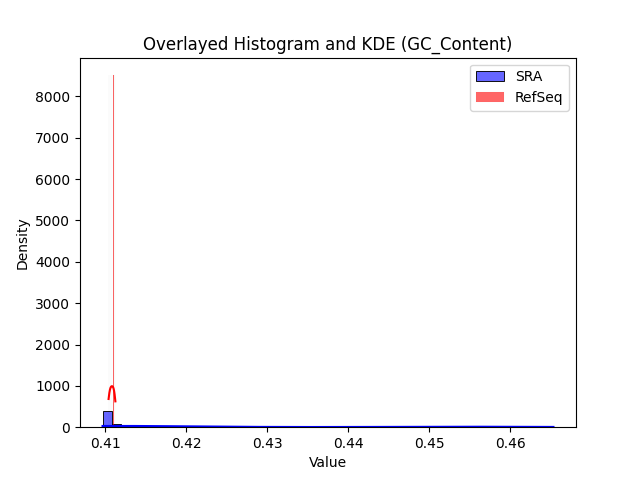 Overlayed Histogram and KDE (GC_Content)
SRA
RefSeq
8000
7000
6000
5000
4000
3000
2000
1000
0
Density
0.41 0.42 0.43 0.44 0.45 0.46
Value